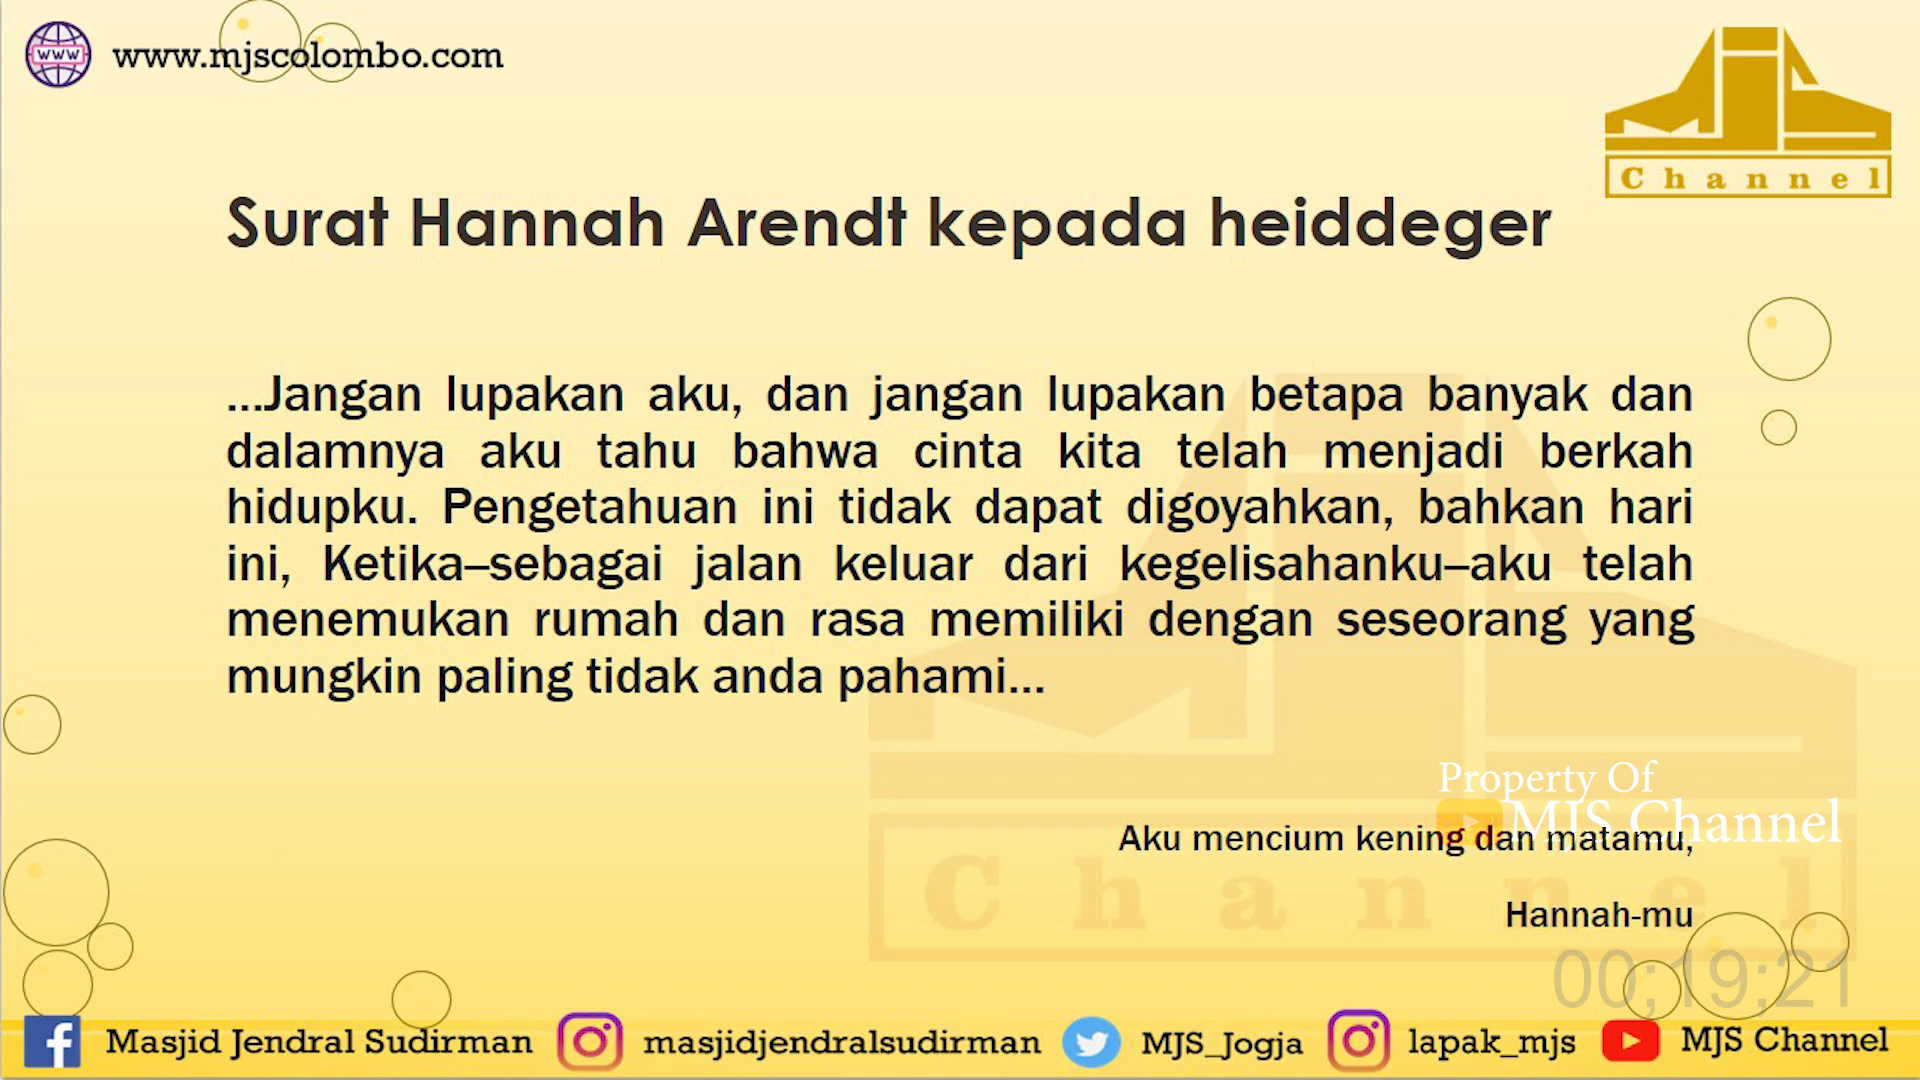 www
www.mjscolombo.com
MJS
Channel
Surat Hannah Arendt kepada heiddeger
...Jangan lupakan aku, dan jangan lupakan betapa banyak dan
dalamnya aku tahu bahwa cinta kita telah menjadi berkah
hidupku. Pengetahuan ini tidak dapat digoyahkan, bahkan hari
ini, Ketika–sebagai jalan keluar dari kegelisahanku–aku telah
menemukan rumah dan rasa memiliki dengan seseorang yang
mungkin paling tidak anda pahami...
Property Of
MJS Channel
Aku mencium kening dan matamu,
Channel
Hannah-mu
00;19;21
Masjid Jendral Sudirman masjidjendralsudirman MJS_Jogja lapak_mjs MJS Channel